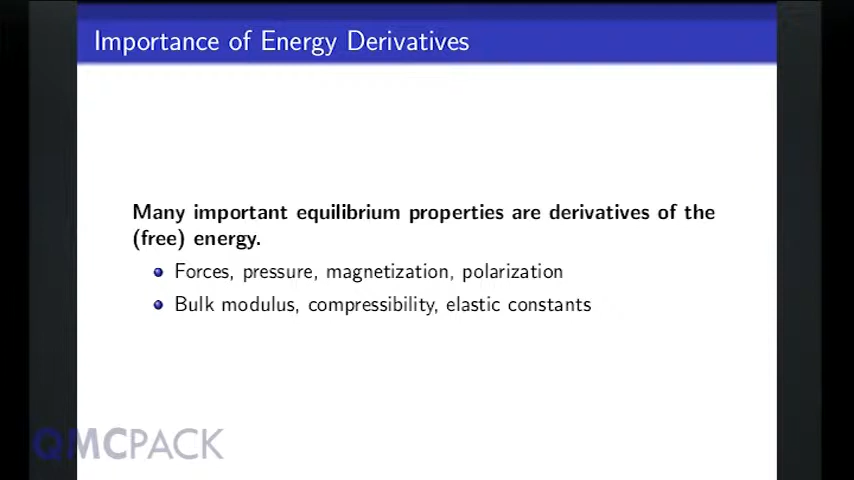 Importance of Energy Derivatives
Many important equilibrium properties are derivatives of the
(free) energy.
Forces, pressure, magnetization, polarization
Bulk modulus, compressibility, elastic constants
QMCPACK